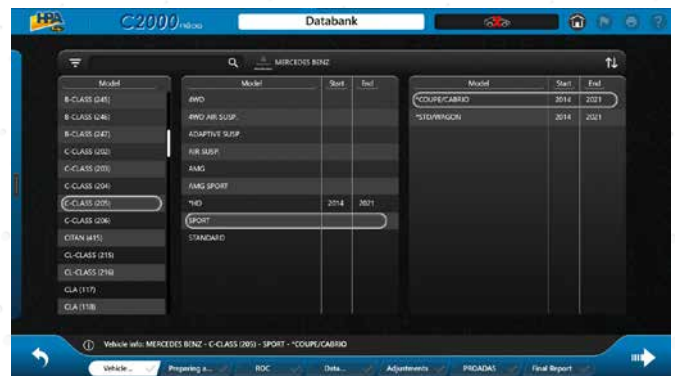 HPA C2000 Databank
MERCEDES BENZ
Model Model Start End Model Start End
B-CLASS (245) 4WD *COUPE/CABRIO 2014 2021
B-CLASS (246) 4WD AIR SUSP. *STD/WAGON 2014 2021
B-CLASS (247) ADAPTIVE SUSP.
C-CLASS (202) AIR SUSP.
C-CLASS (203) AMG
C-CLASS (204) AMG SPORT
C-CLASS (205) *HD 2014 2021
C-CLASS (206) SPORT
CITAN (415) STANDARD
CL-CLASS (215)
CL-CLASS (216)
CLA (117)
CLA (118)
Vehicle info: MERCEDES BENZ - C-CLASS (205) - SPORT - *COUPE/CABRIO
Vehicle... Preparing a... ROC Data... Adjustments PROADAS Final Report